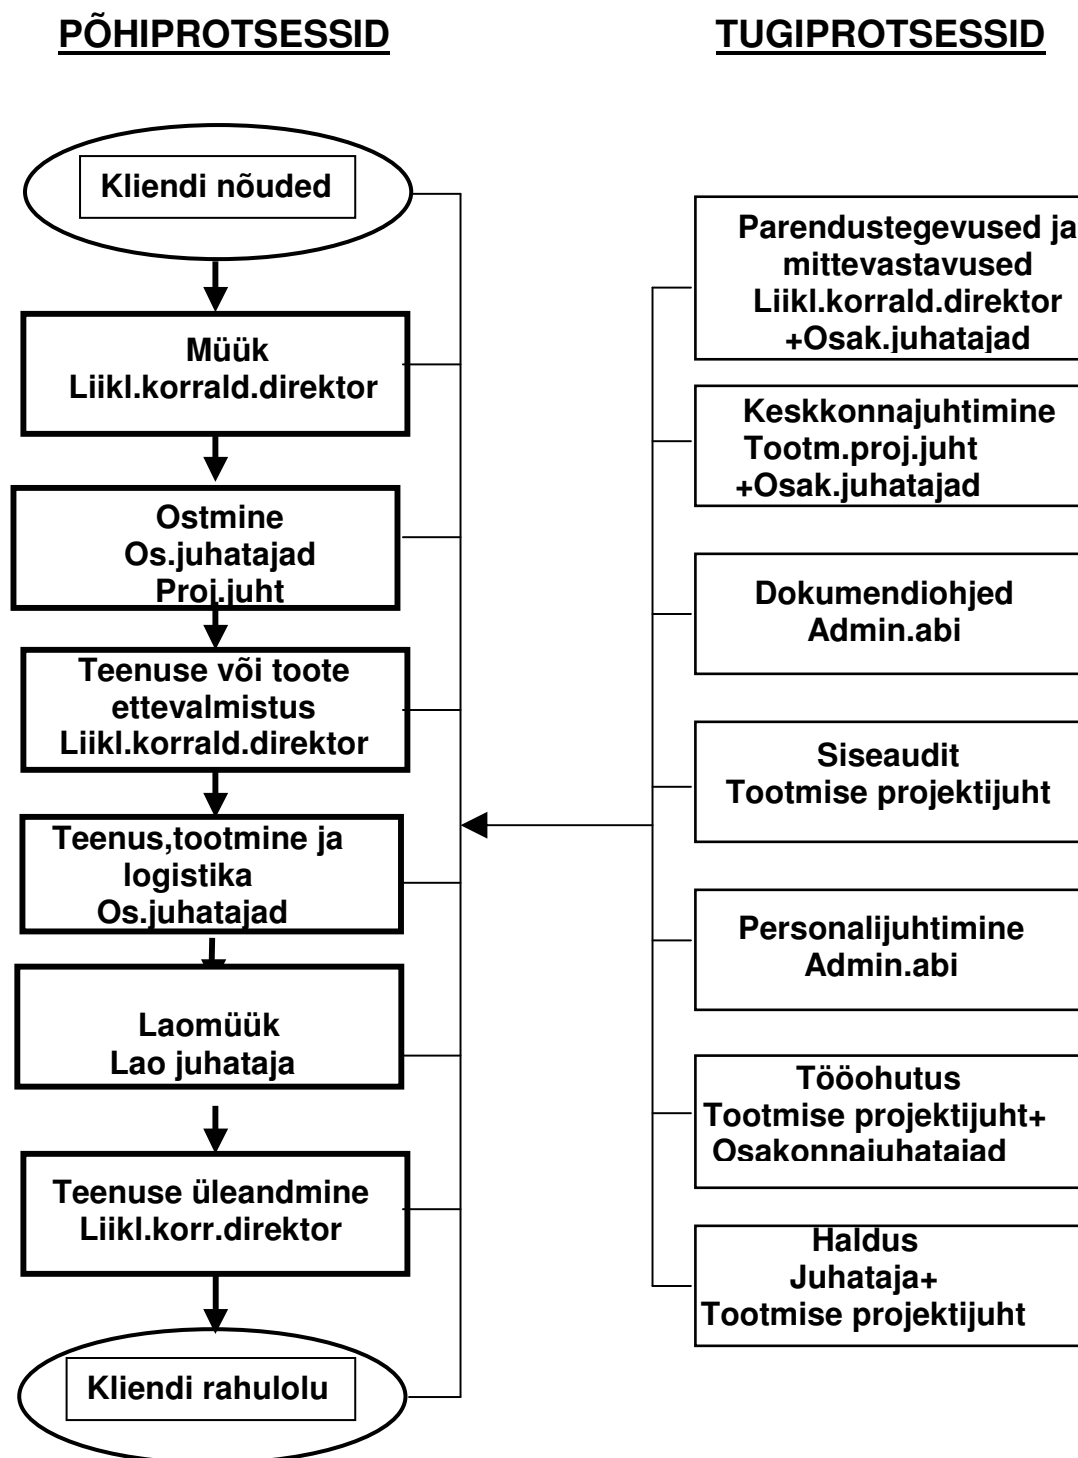 PÕHIPROTSESSID
Kliendi nõuded
Müük
Liikl.korrald.direktor
Ostmine
Os.juhatajad
Proj.juht
Teenuse või toote
ettevalmistus
Liikl.korrald.direktor
Teenus,tootmine ja
logistika
Os.juhatajad
Laomüük
Lao juhataja
Teenuse üleandmine
Liikl.korr.direktor
Kliendi rahulolu
TUGIPROTSESSID
Parendustegevused ja
mittevastavused
Liikl.korrald.direktor
+Osak.juhatajad
Keskkonnajuhtimine
Tootm.proj.juht
+Osak.juhatajad
Dokumendiohjed
Admin.abi
Siseaudit
Tootmise projektijuht
Personalijuhtimine
Admin.abi
Tööohutus
Tootmise projektijuht+
Osakonnajuhatajad
Haldus
Juhataja+
Tootmise projektijuht